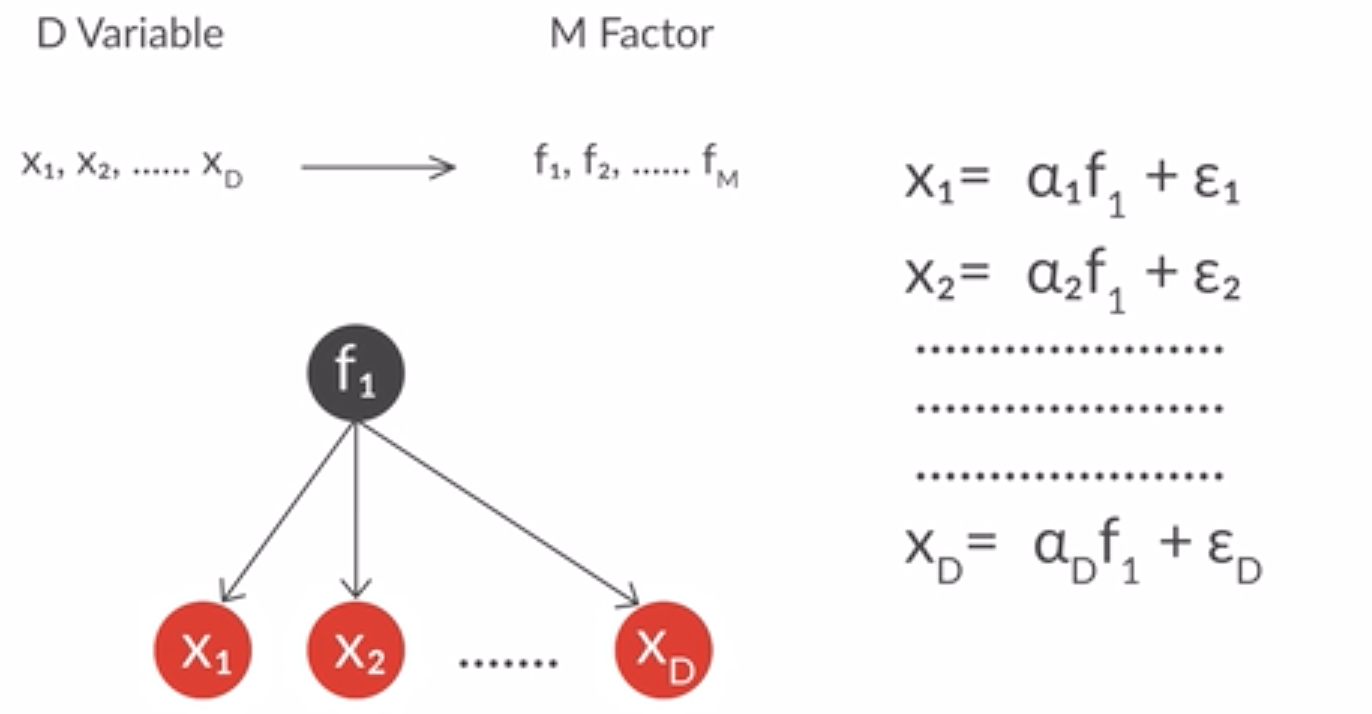 D Variable M Factor
x₁, x₂, ...... x_D f₁, f₂, ...... f_M
x₁= α₁f₁ + ε₁
x₂= α₂f₁ + ε₂
.....................
.....................
.....................
x_D= α_Df₁ + ε_D
f₁
x₁ x₂ ....... x_D